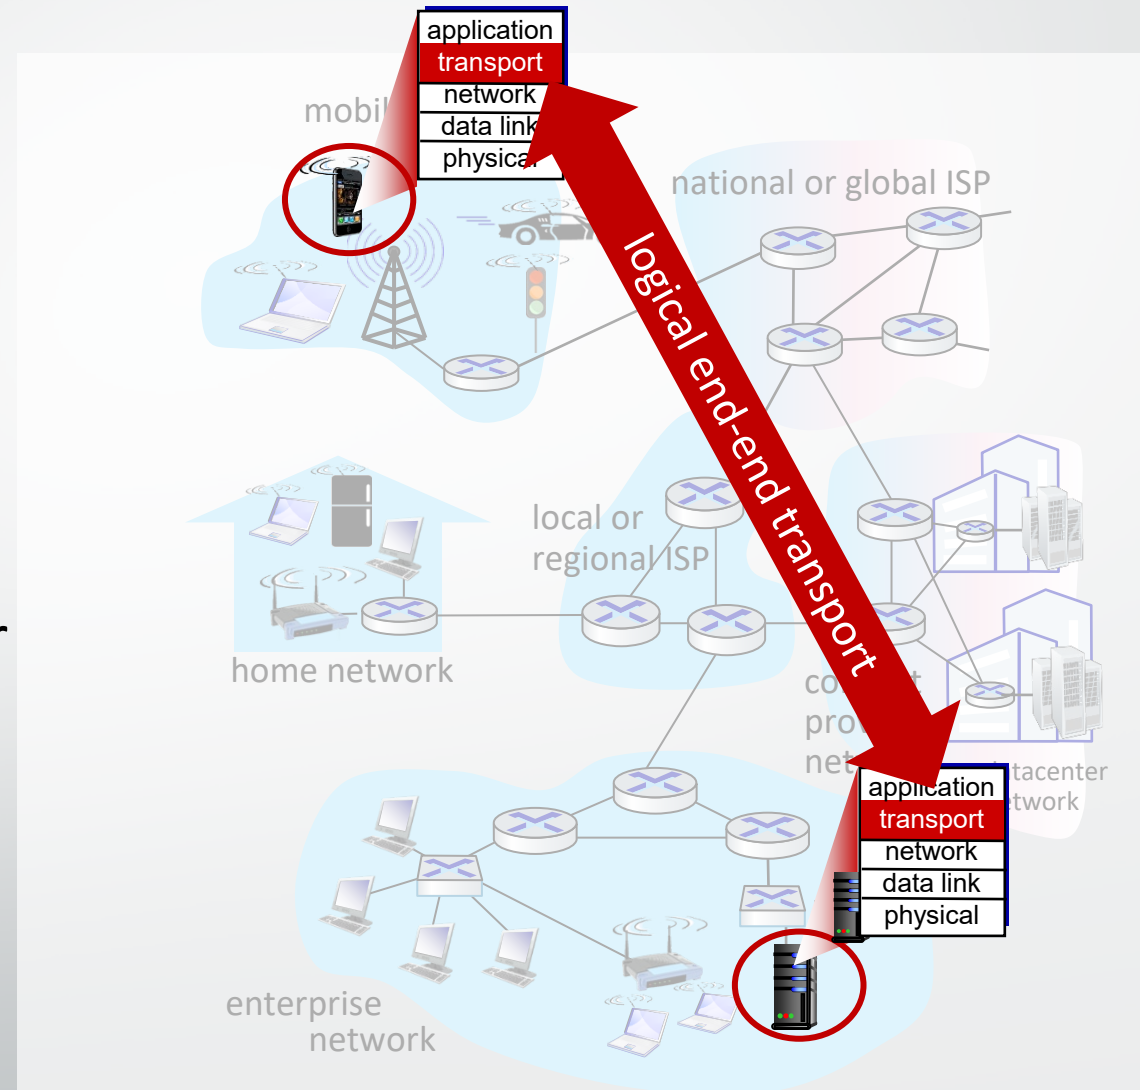 application
transport
network
data link
physical
national or global ISP
logical end-end transport
local or
regional ISP
home network
application
transport
network
data link
physical
enterprise
network